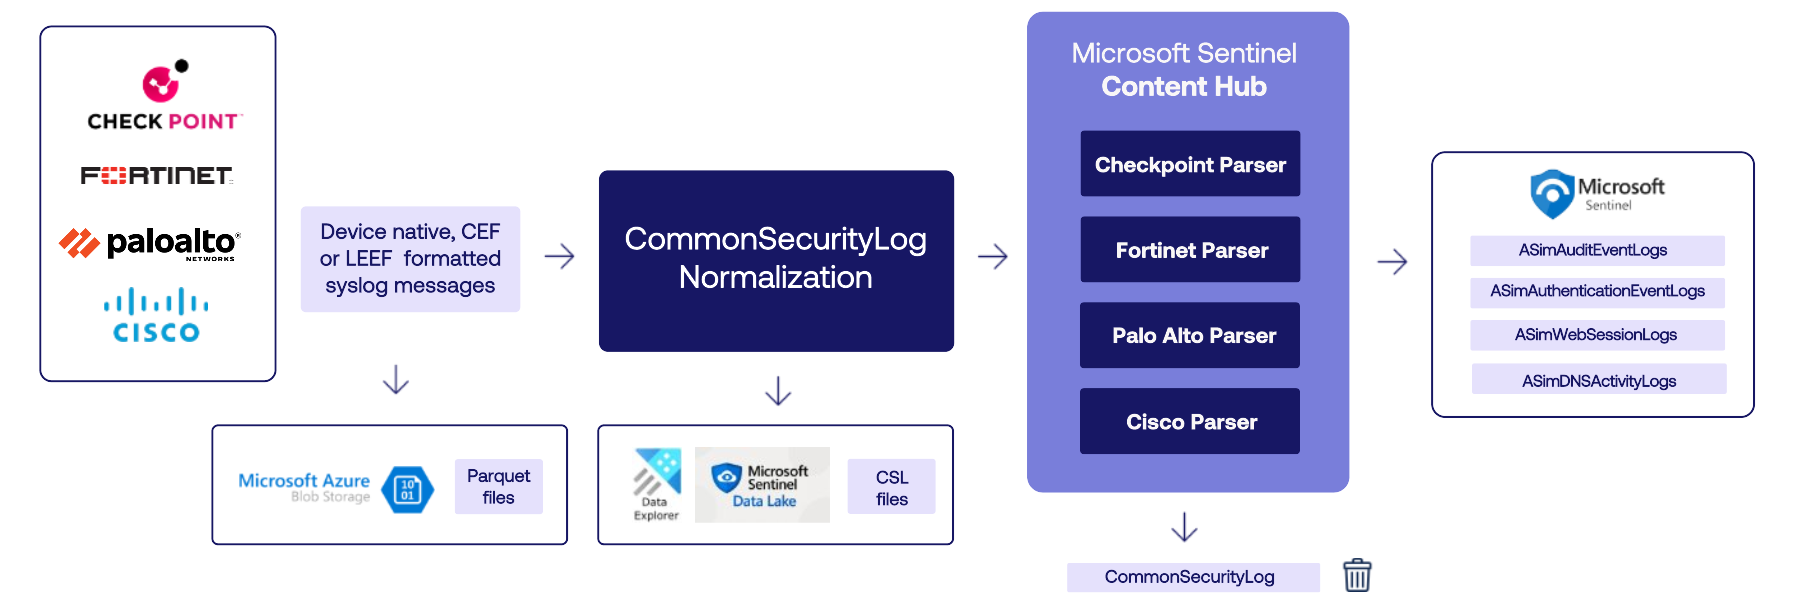 CHECK POINT™
FORTINET
paloalto®
NETWORKS
CISCO
Device native, CEF
or LEEF formatted
syslog messages
Microsoft Azure
Blob Storage
10
01
Parquet
files
CommonSecurityLog
Normalization
Data
Explorer
Microsoft
Sentinel
Data Lake
CSL
files
Microsoft Sentinel
Content Hub
Checkpoint Parser
Fortinet Parser
Palo Alto Parser
Cisco Parser
CommonSecurityLog
Microsoft
Sentinel
ASimAuditEventLogs
ASimAuthenticationEventLogs
ASimWebSessionLogs
ASimDNSActivityLogs